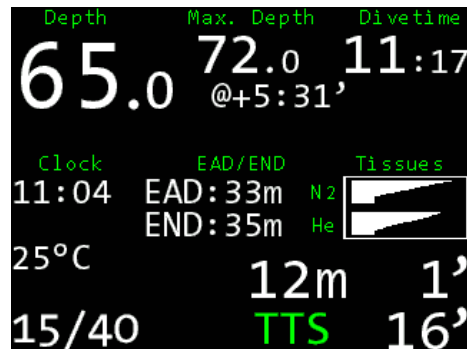 Depth Max. Depth Divetime
65.0 72.0 11:17
@+5:31’
Clock EAD/END Tissues
11:04 EAD:33m N2
END:35m He
25°C
12m 1’
15/40 TTS 16’